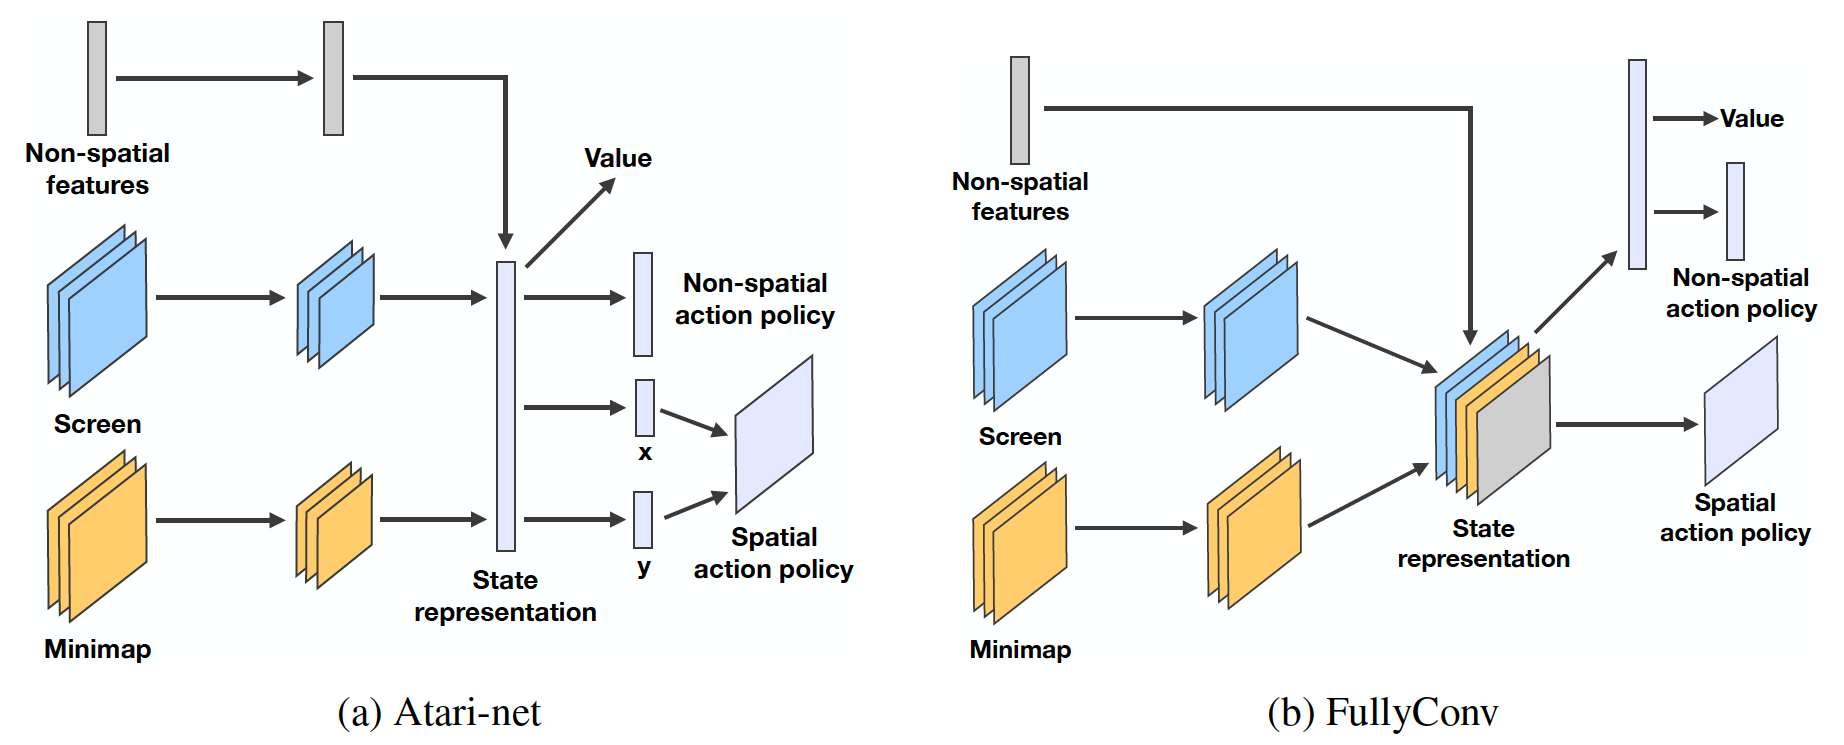 Non-spatial
features
Screen
Minimap
Value
State
representation
Non-spatial
action policy
x
y
Spatial
action policy
(a) Atari-net
Non-spatial
features
Screen
Minimap
State
representation
Value
Non-spatial
action policy
Spatial
action policy
(b) FullyConv